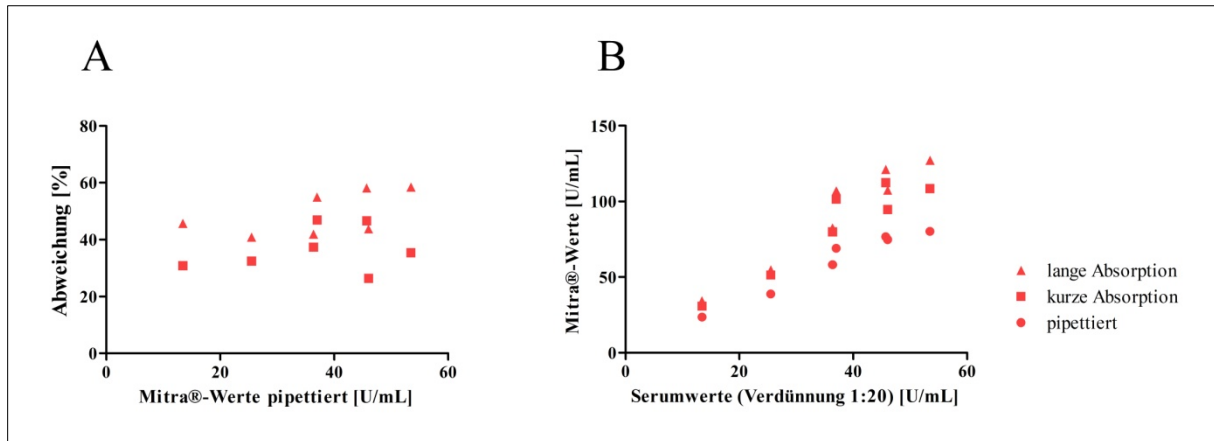 A
80
60
40
20
0
Abweichung [%]
0 20 40 60
Mitra®-Werte pipettiert [U/mL]
B
150
100
50
0
Mitra®-Werte [U/mL]
0 20 40 60
Serumwerte (Verdünnung 1:20) [U/mL]
lange Absorption
kurze Absorption
pipettiert